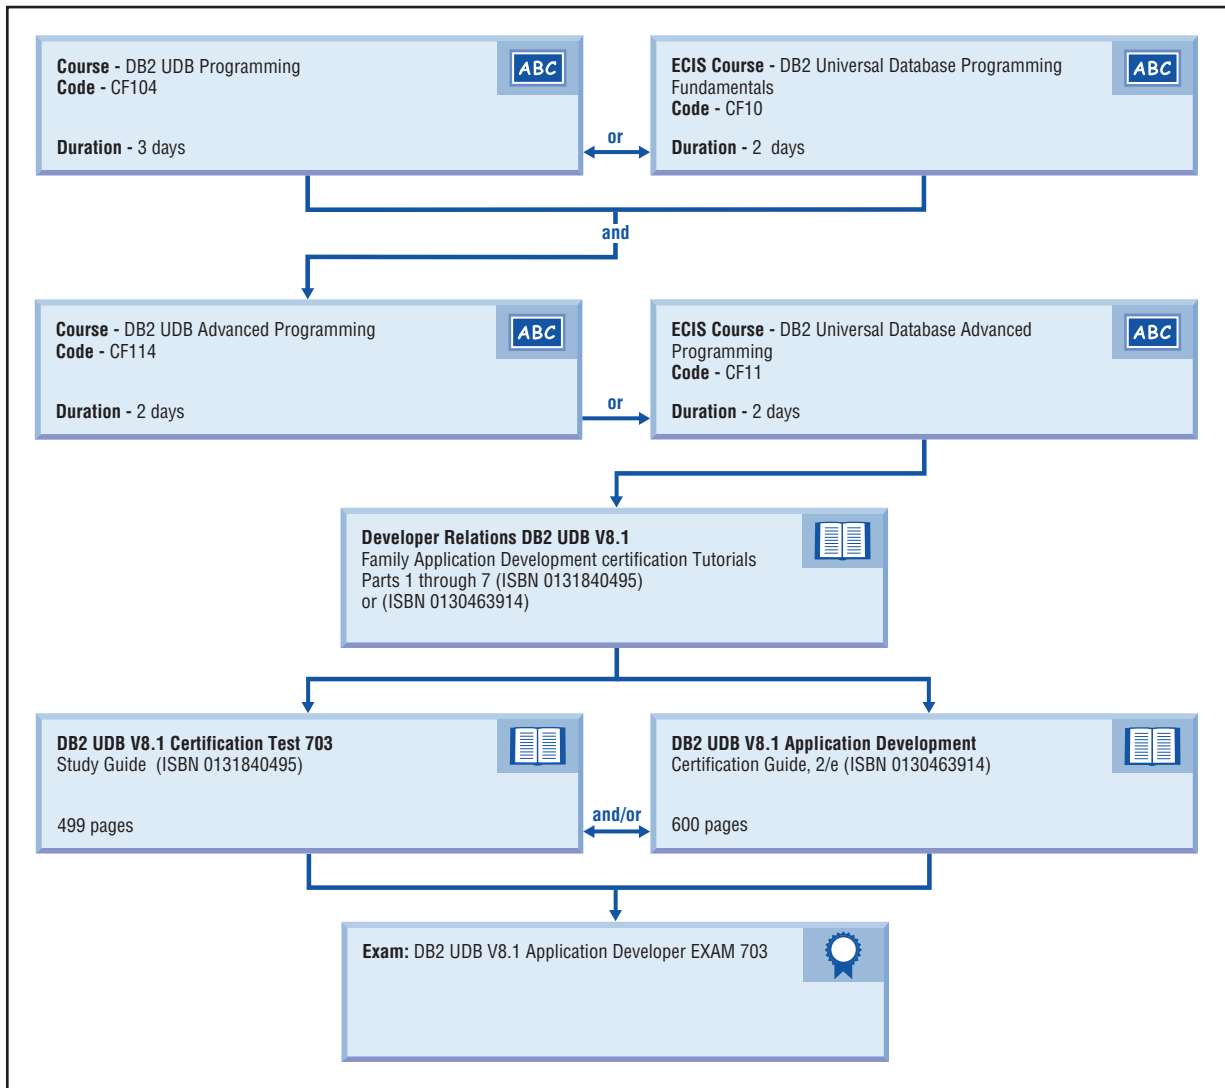 Course - DB2 UDB Programming
Code - CF104
Duration - 3 days
ABC
or
ECIS Course - DB2 Universal Database Programming
Fundamentals
Code - CF10
Duration - 2 days
ABC
and
Course - DB2 UDB Advanced Programming
Code - CF114
Duration - 2 days
ABC
or
ECIS Course - DB2 Universal Database Advanced
Programming
Code - CF11
Duration - 2 days
ABC
Developer Relations DB2 UDB V8.1
Family Application Development certification Tutorials
Parts 1 through 7 (ISBN 0131840495)
or (ISBN 0130463914)
DB2 UDB V8.1 Certification Test 703
Study Guide (ISBN 0131840495)
499 pages
and/or
DB2 UDB V8.1 Application Development
Certification Guide, 2/e (ISBN 0130463914)
600 pages
Exam: DB2 UDB V8.1 Application Developer EXAM 703